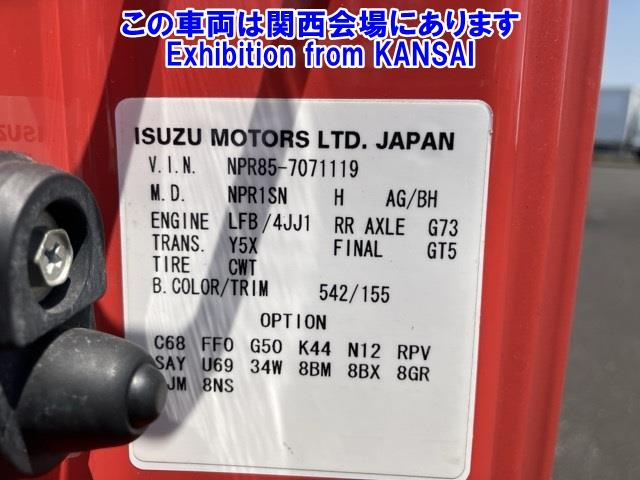 この車両は関西会場にあります
Exhibition from KANSAI
ISUZU MOTORS LTD. JAPAN
V.I.N. NPR85-7071119
M.D. NPR1SN H AG/BH
ENGINE LFB/4JJ1 RR AXLE G73
TRANS. Y5X FINAL GT5
TIRE CWT
B.COLOR/TRIM 542/155
OPTION
C68 FF0 G50 K44 N12 RPV
SAY U69 34W 8BM 8BX 8GR
8NS
ISUZU